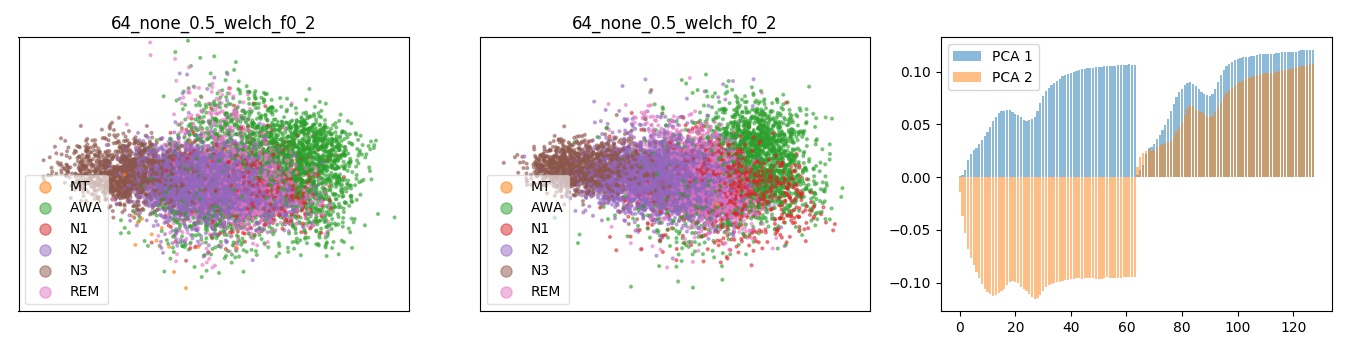 64_none_0.5_welch_f0_2
MT
AWA
N1
N2
N3
REM
64_none_0.5_welch_f0_2
MT
AWA
N1
N2
N3
REM
PCA 1
PCA 2
0.10
0.05
0.00
−0.05
−0.10
0 20 40 60 80 100 120